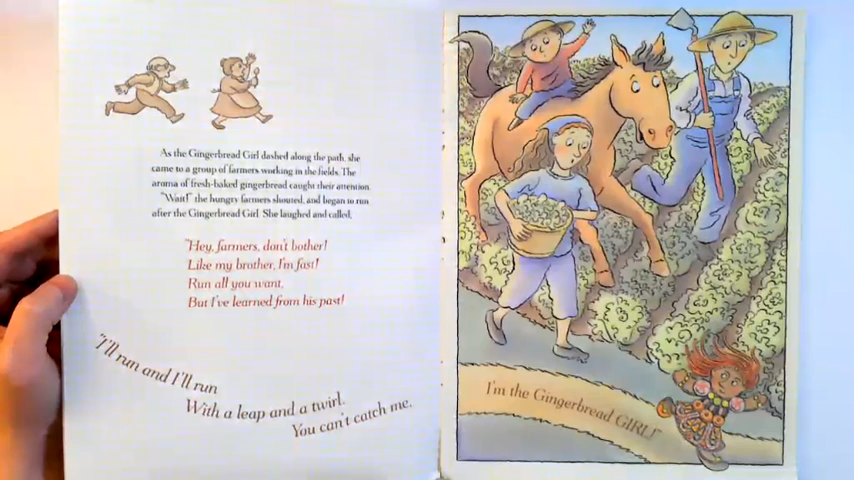 As the Gingerbread Girl dashed along the path, she
came to a group of farmers working in the fields. The
aroma of fresh-baked gingerbread caught their attention.
"Wait!" the hungry farmers shouted, and began to run
after the Gingerbread Girl. She laughed and called,
"Hey, farmers, don't bother!
Like my brother, I'm fast!
Run all you want,
But I've learned from his past!
"I'll run and I'll run
With a leap and a twirl.
You can't catch me,
I'm the Gingerbread GIRL!"